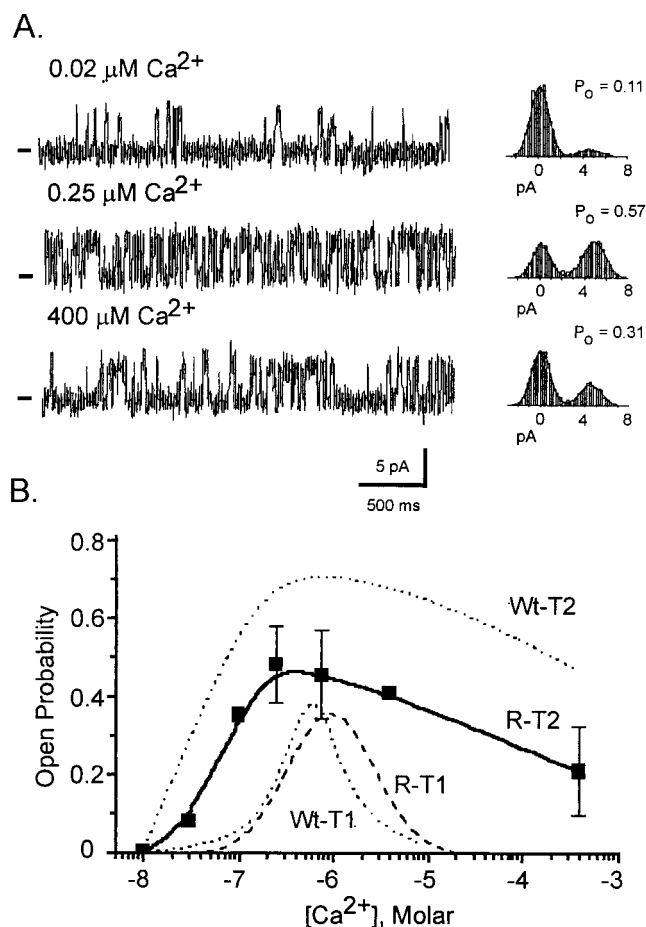 A.
0.02 μM Ca2+
Po = 0.11
0 4 8
pA
0.25 μM Ca2+
Po = 0.57
0 4 8
pA
400 μM Ca2+
Po = 0.31
0 4 8
pA
5 pA
500 ms
B.
Open Probability
0.8
0.6
0.4
0.2
0
Wt-T2
R-T2
R-T1
Wt-T1
-8 -7 -6 -5 -4 -3
[Ca2+], Molar